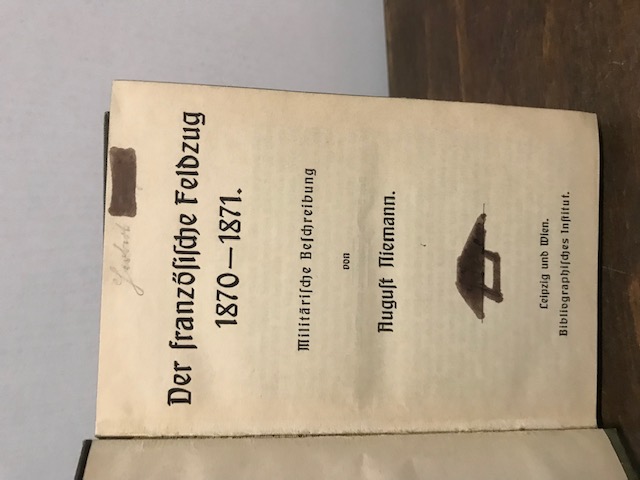 Der franzöſiſche Feldzug
1870—1871.
Militäriſche Beſchreibung
von
Auguſt Niemann.
Leipzig und Wien.
Bibliographiſches Inſtitut.